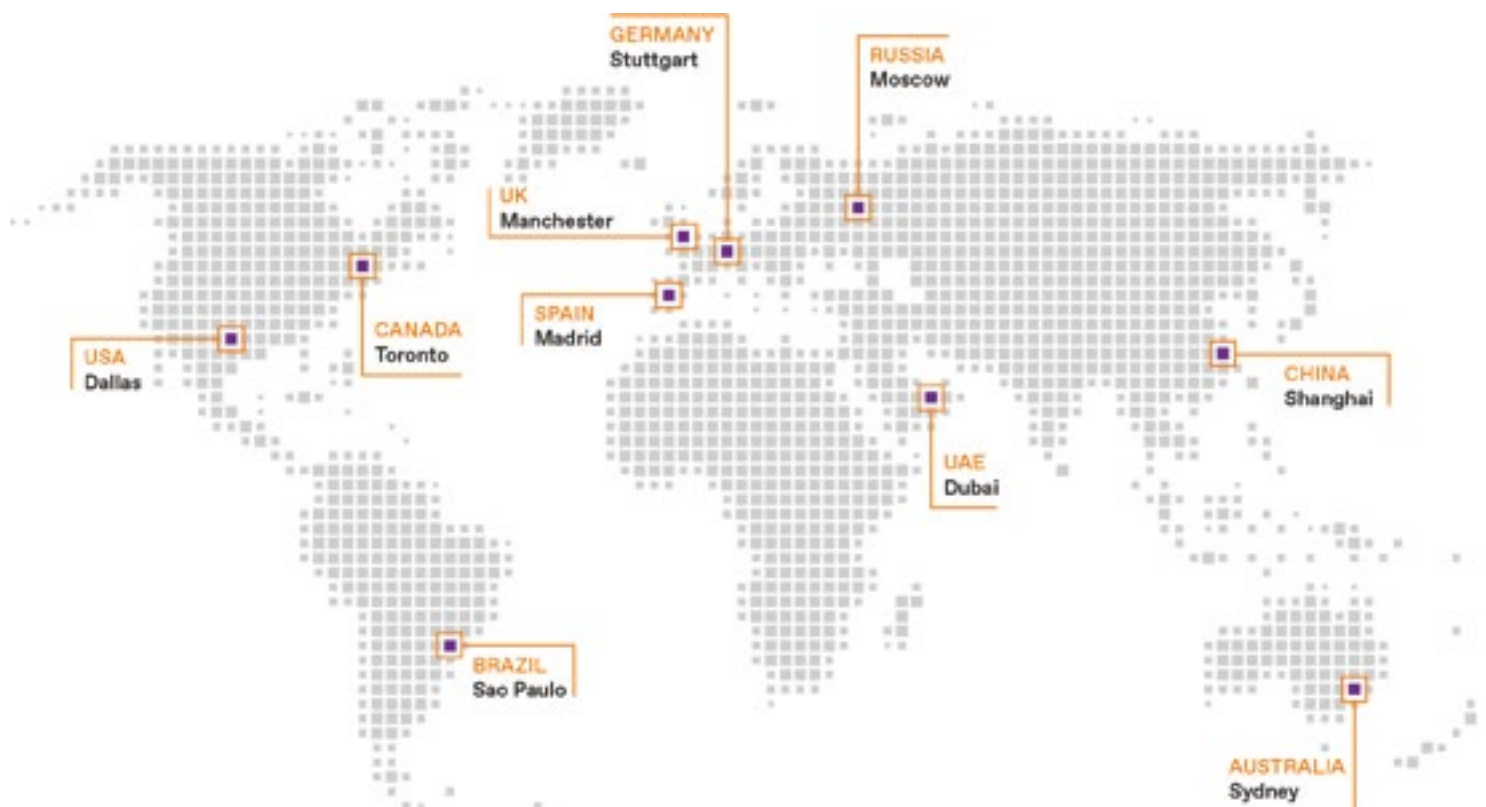 GERMANY
Stuttgart
RUSSIA
Moscow
UK
Manchester
SPAIN
Madrid
CANADA
Toronto
USA
Dallas
CHINA
Shanghai
UAE
Dubai
BRAZIL
Sao Paulo
AUSTRALIA
Sydney